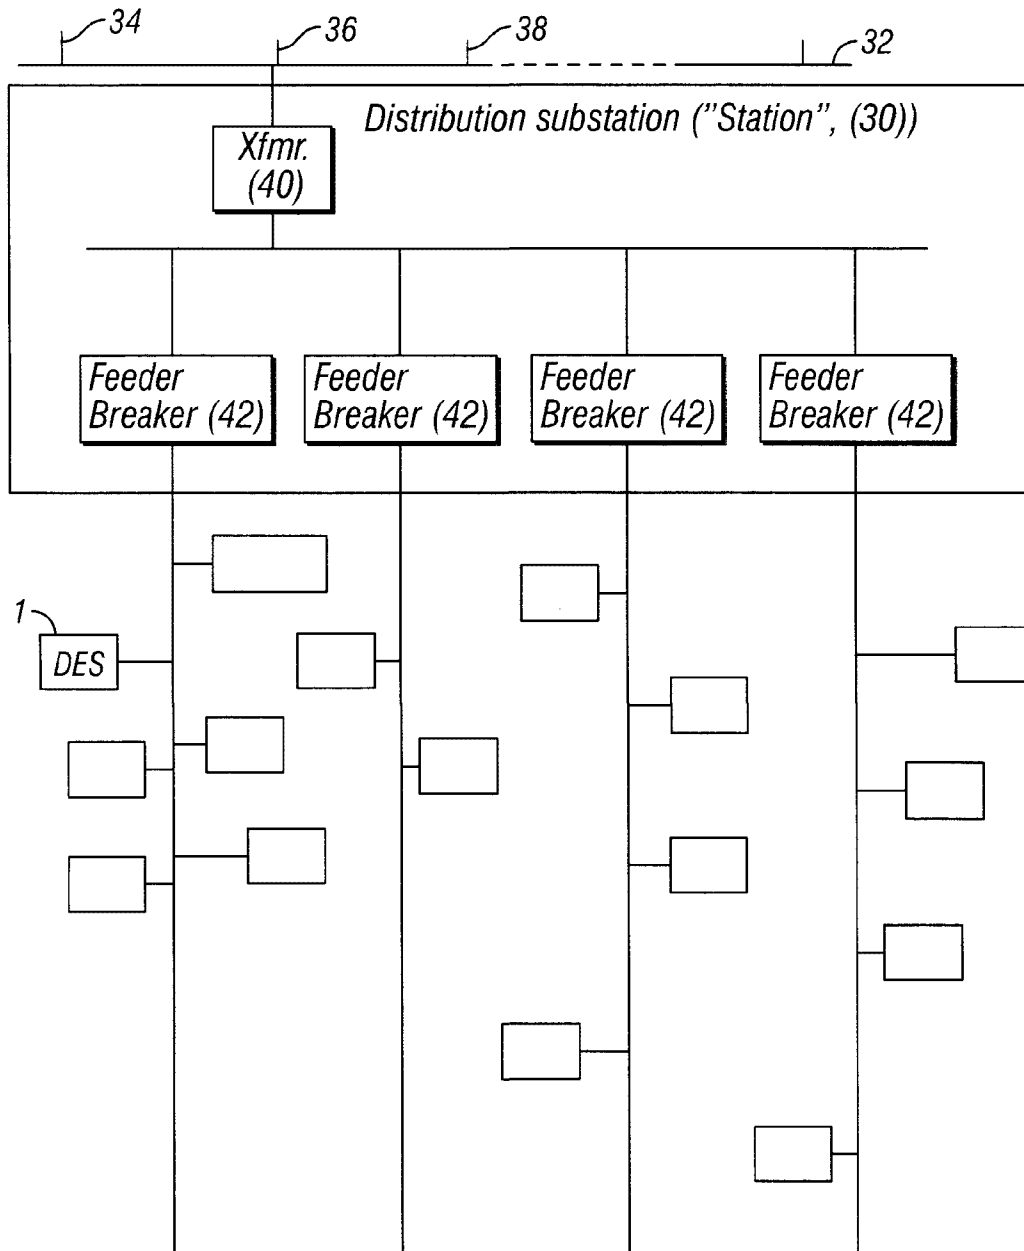 34
36
38
32
Distribution substation ("Station", (30))
Xfmr.
(40)
Feeder
Breaker (42)
Feeder
Breaker (42)
Feeder
Breaker (42)
Feeder
Breaker (42)
1
DES